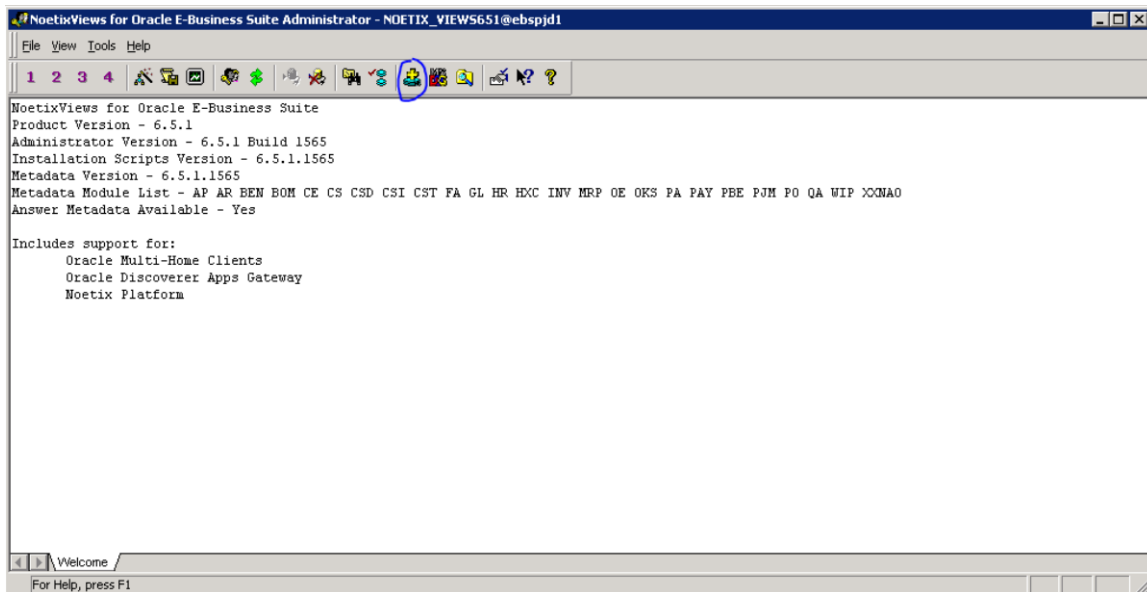 NoetixViews for Oracle E-Business Suite Administrator - NOETIX_VIEWS651@ebspjd1
File View Tools Help
1 2 3 4
NoetixViews for Oracle E-Business Suite
Product Version - 6.5.1
Administrator Version - 6.5.1 Build 1565
Installation Scripts Version - 6.5.1.1565
Metadata Version - 6.5.1.1565
Metadata Module List - AP AR BEN BOM CE CS CSD CSI CST FA GL HR HXC INV MRP OE OKS PA PAY PBE PJM PO QA WIP XXNAO
Answer Metadata Available - Yes
Includes support for:
Oracle Multi-Home Clients
Oracle Discoverer Apps Gateway
Noetix Platform
Welcome
For Help, press F1